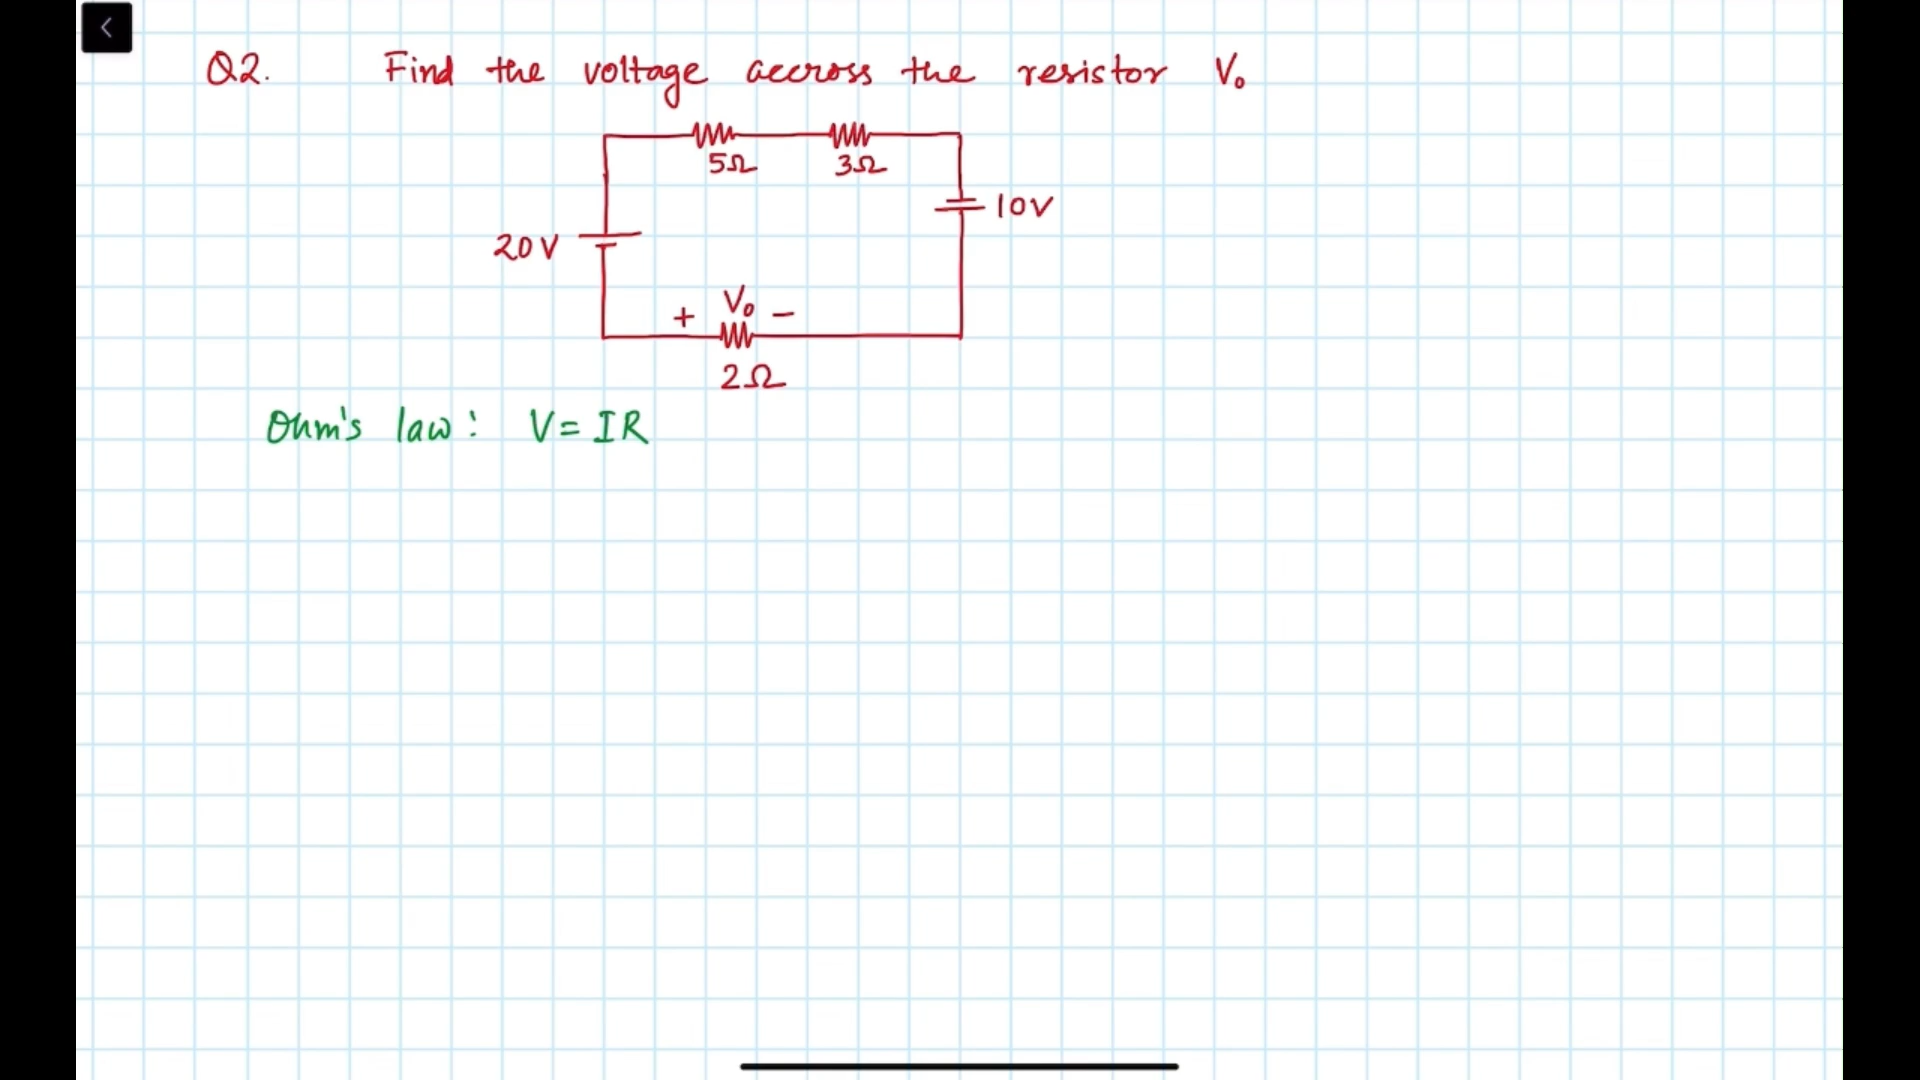 Q2. Find the voltage accross the resistor V₀
5Ω 3Ω
10V
20V
+ V₀ -
2Ω
Ohm's law: V = IR